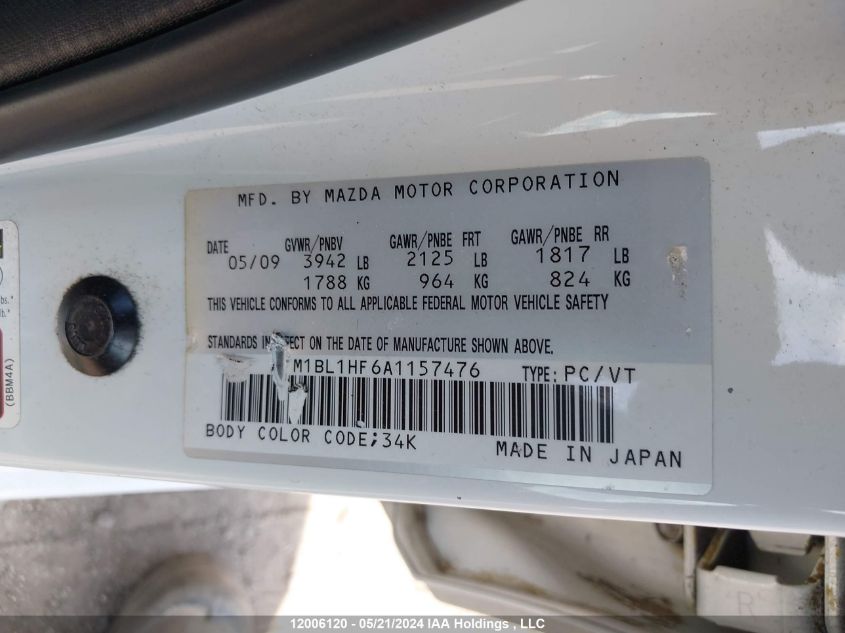 MFD. BY MAZDA MOTOR CORPORATION
DATE GVWR/PNBV GAWR/PNBE FRT GAWR/PNBE RR
05/09 3942 LB 2125 LB 1817 LB
1788 KG 964 KG 824 KG
THIS VEHICLE CONFORMS TO ALL APPLICABLE FEDERAL MOTOR VEHICLE SAFETY
STANDARDS IN EFFECT ON THE DATE OF MANUFACTURE SHOWN ABOVE.
M1BL1HF6A1157476 TYPE: PC/VT
BODY COLOR CODE;34K
MADE IN JAPAN
lbs.*
lb.*
(BBM4A)
R
12006120 - 05/21/2024 IAA Holdings , LLC